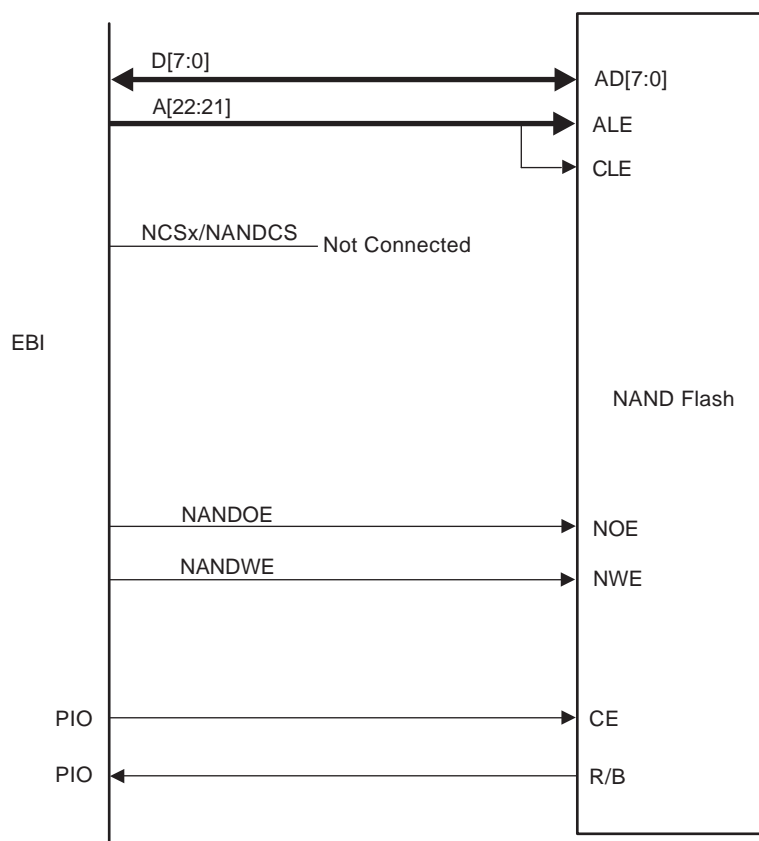 D[7:0]
AD[7:0]
A[22:21]
ALE
CLE
NCSx/NANDCS
Not Connected
EBI
NAND Flash
NANDOE
NOE
NANDWE
NWE
PIO
CE
PIO
R/B